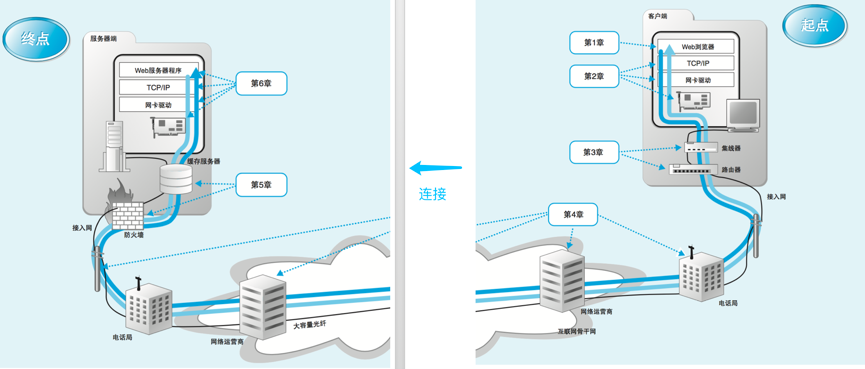 终点
服务器端
Web服务器程序
TCP/IP
网卡驱动
第6章
缓存服务器
第5章
接入网
防火墙
电话局
网络运营商
大容量光纤
连接
起点
客户端
第1章
Web浏览器
TCP/IP
第2章
网卡驱动
第3章
集线器
路由器
第4章
接入网
电话局
网络运营商
互联网骨干网